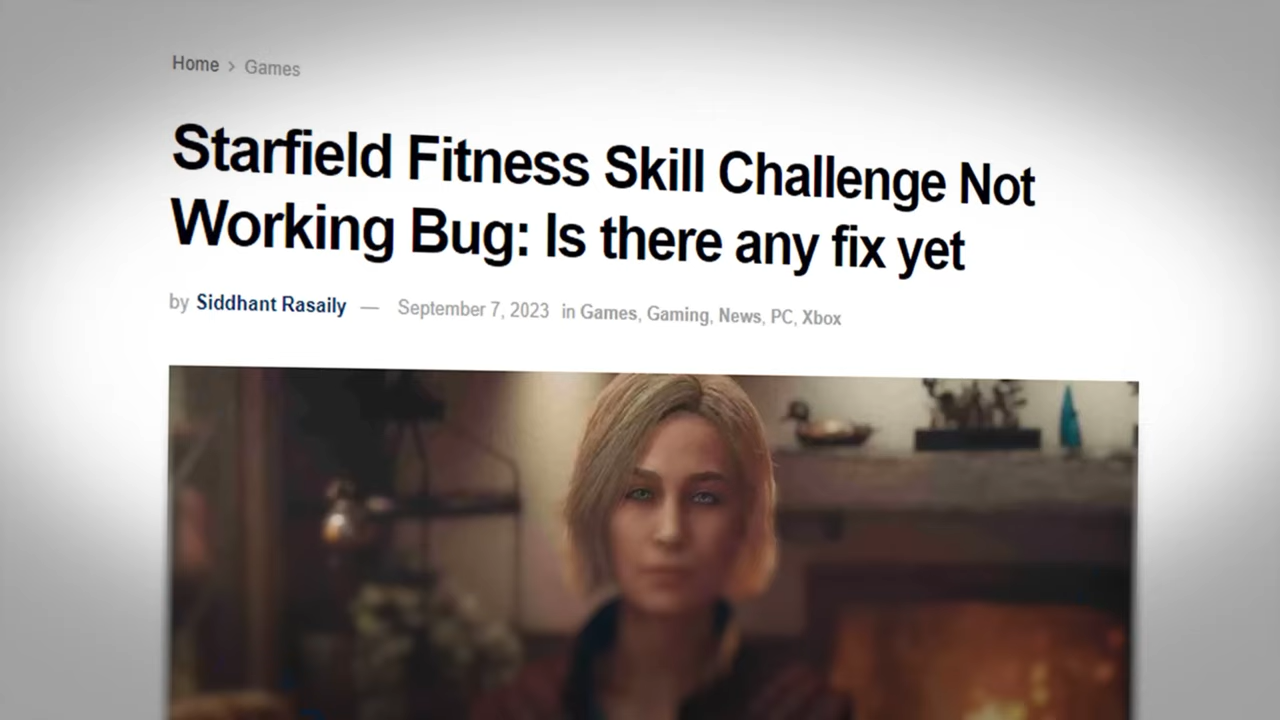 Home > Games
Starfield Fitness Skill Challenge Not
Working Bug: Is there any fix yet
by Siddhant Rasaily — September 7, 2023 in Games, Gaming, News, PC, Xbox